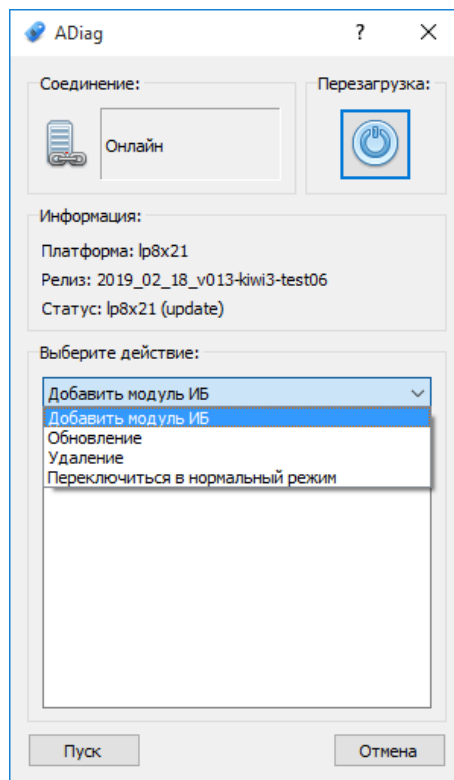 ADiag
Соединение:
Перезагрузка:
Онлайн
Информация:
Платформа: lp8x21
Релиз: 2019_02_18_v013-kiwi3-test06
Статус: lp8x21 (update)
Выберите действие:
Добавить модуль ИБ
Добавить модуль ИБ
Обновление
Удаление
Переключиться в нормальный режим
Пуск
Отмена